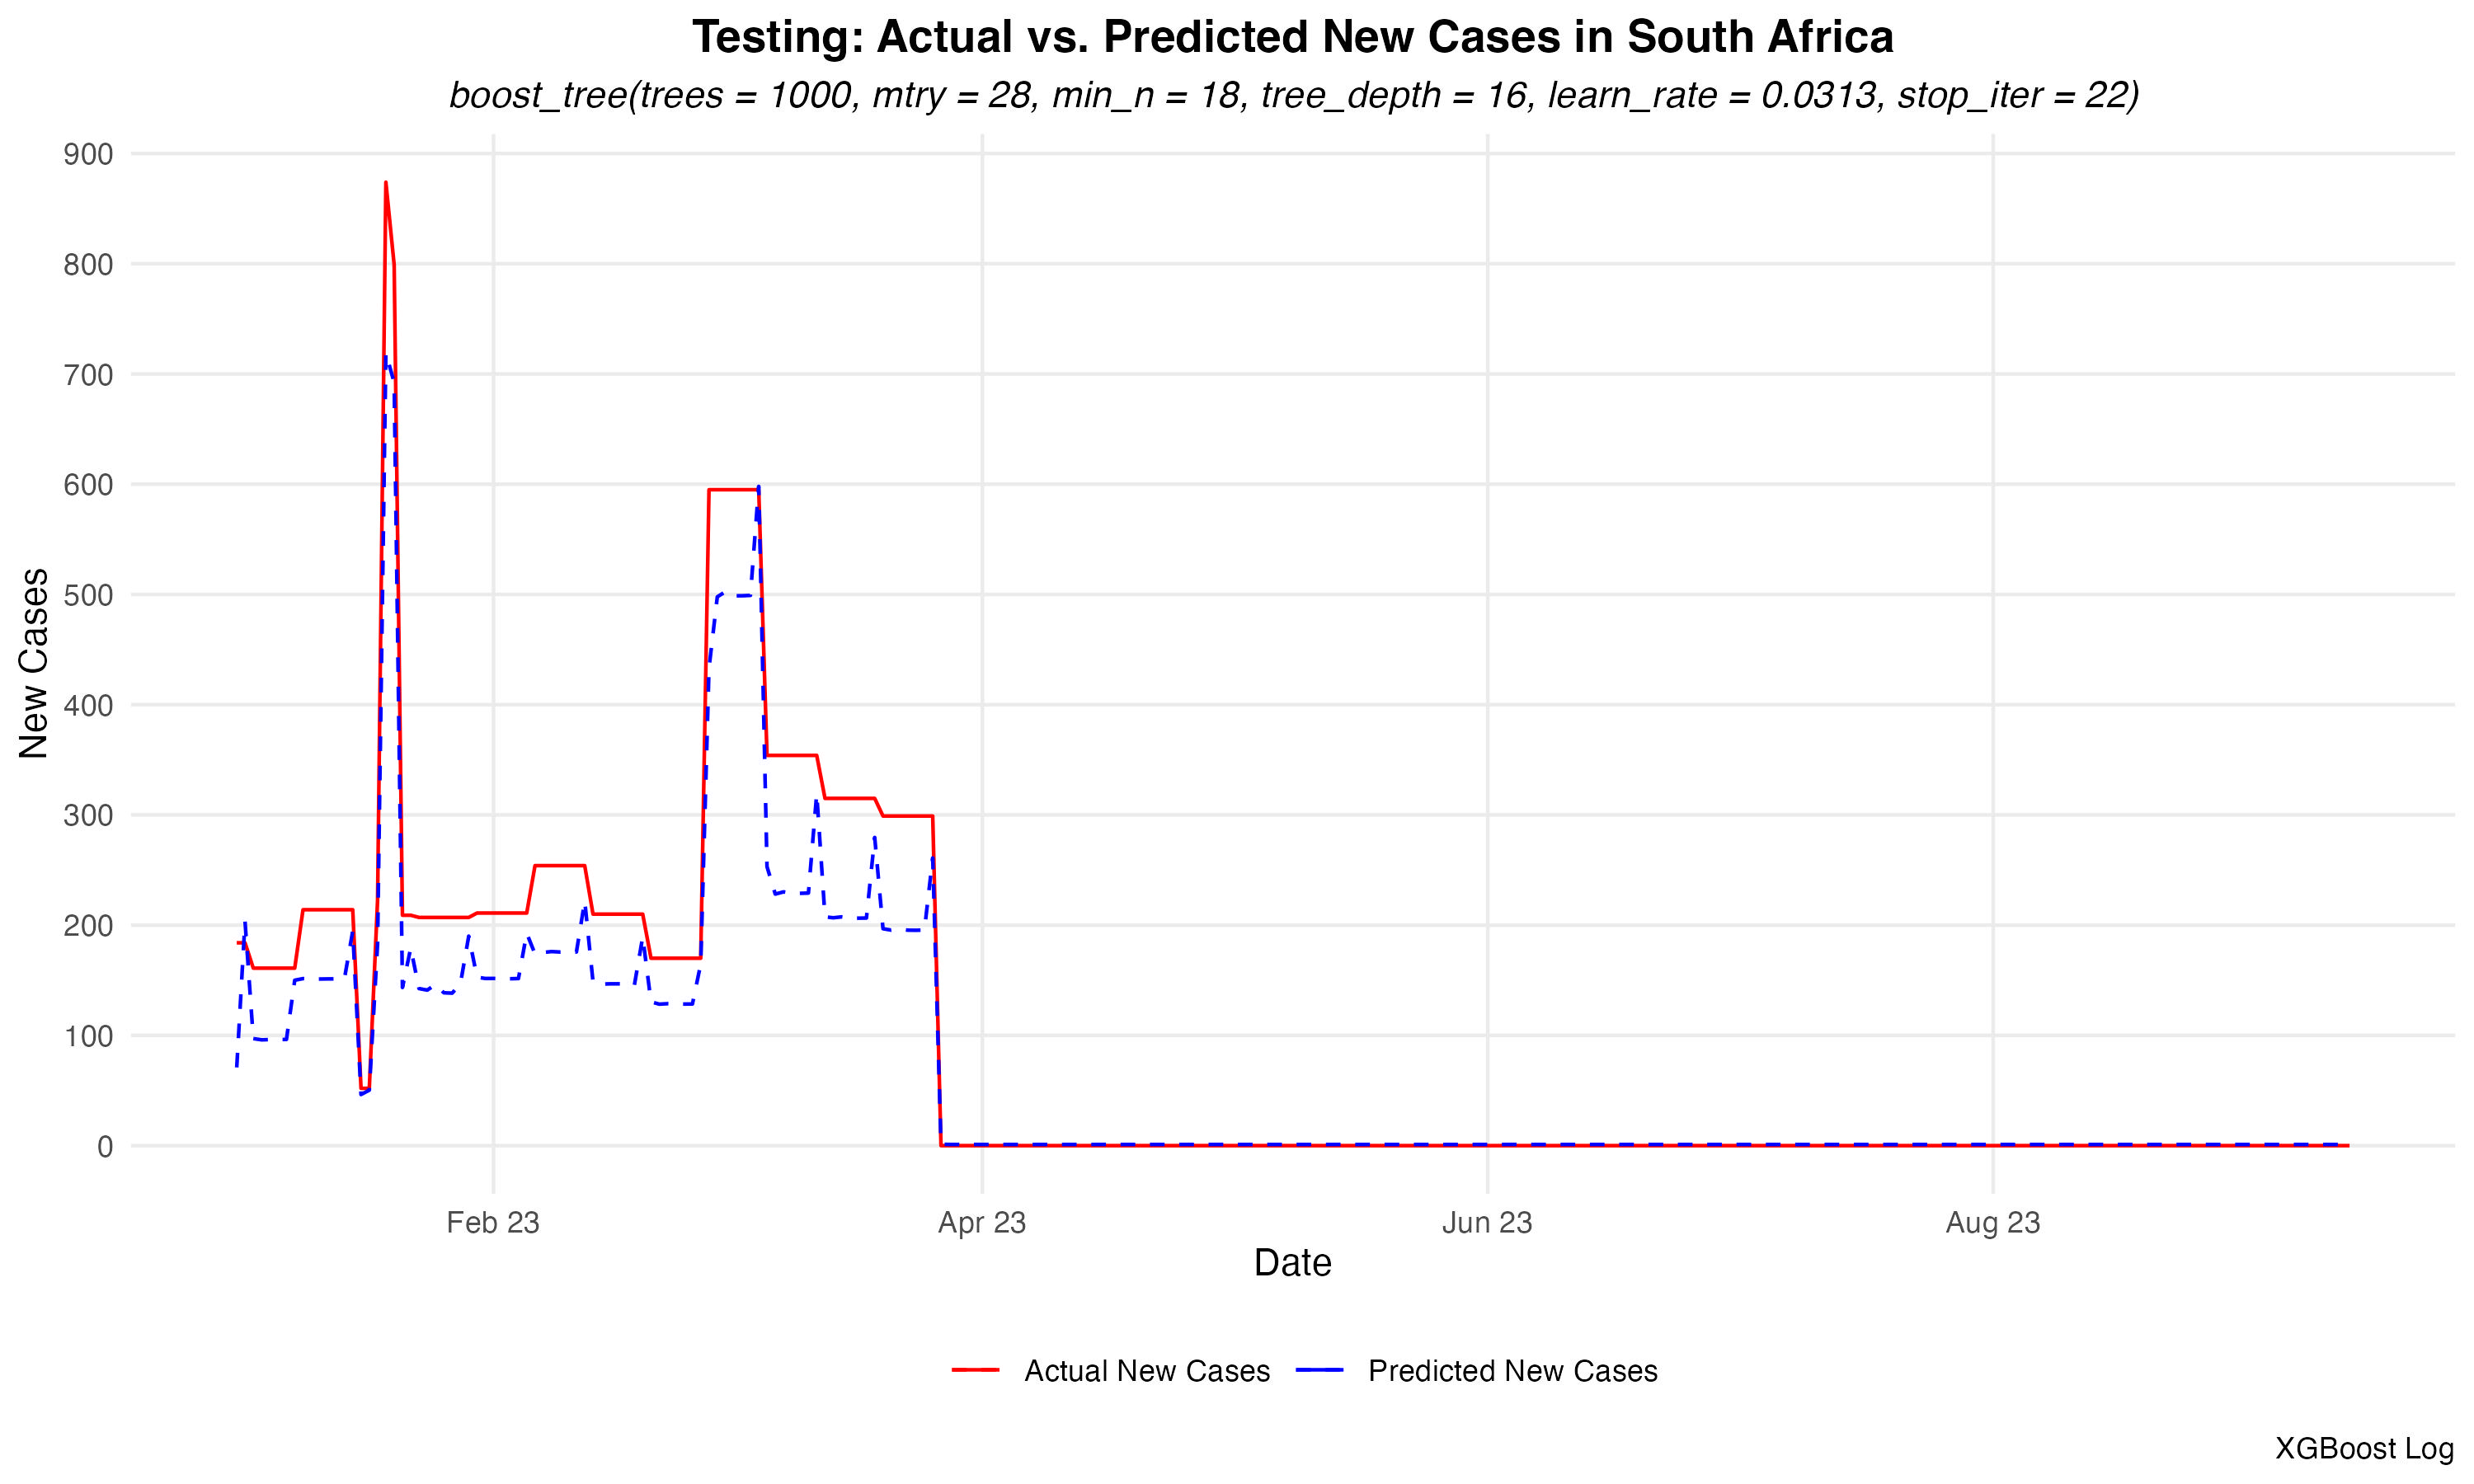 Testing: Actual vs. Predicted New Cases in South Africa
boost_tree(trees = 1000, mtry = 28, min_n = 18, tree_depth = 16, learn_rate = 0.0313, stop_iter = 22)
900
800
700
600
500
400
300
200
100
0
New Cases
Feb 23 Apr 23 Jun 23 Aug 23
Date
Actual New Cases Predicted New Cases
XGBoost Log